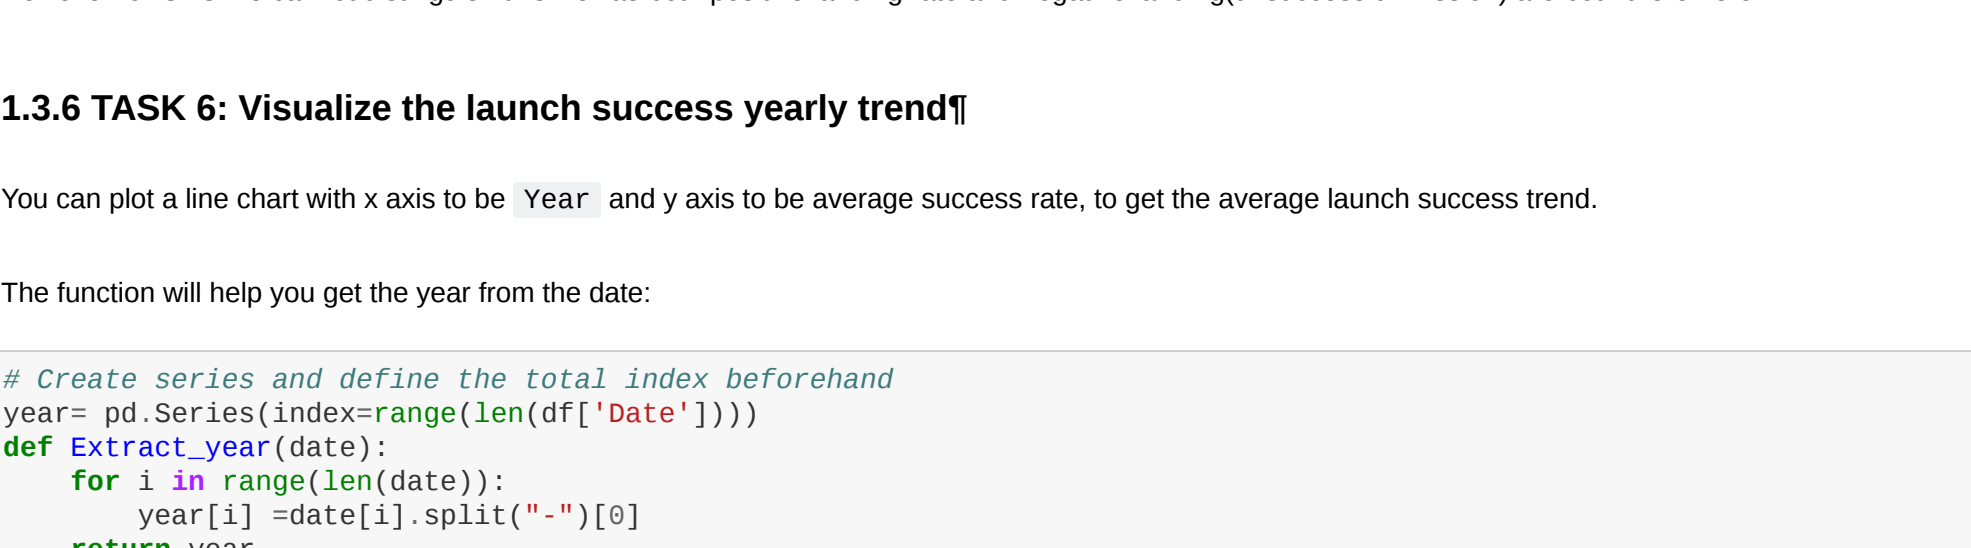 1.3.6 TASK 6: Visualize the launch success yearly trend¶
You can plot a line chart with x axis to be Year and y axis to be average success rate, to get the average launch success trend.
The function will help you get the year from the date:
# Create series and define the total index beforehand
year= pd.Series(index=range(len(df['Date'])))
def Extract_year(date):
    for i in range(len(date)):
        year[i] =date[i].split("-")[0]
    return year